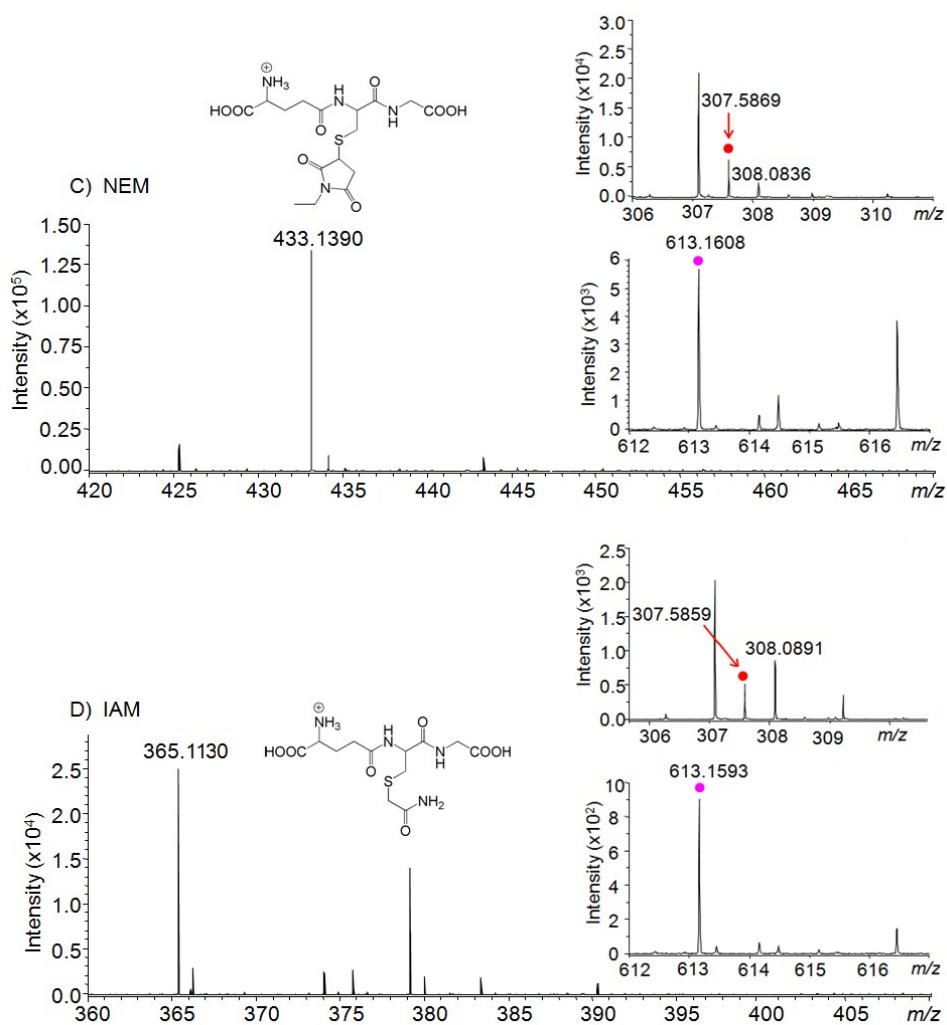 C) NEM
⊕
NH3
HOOC
O
H
N
O
N
H
COOH
S
O
N
O
433.1390
Intensity (x10⁵)
1.50
1.25
1.00
0.75
0.50
0.25
0.00
420 425 430 435 440 445 450 455 460 465 m/z
Intensity (x10⁴)
3.0
2.5
2.0
1.5
1.0
0.5
0.0
307.5869
308.0836
306 307 308 309 310 m/z
613.1608
Intensity (x10³)
6
5
4
3
2
1
0
612 613 614 615 616 m/z
D) IAM
⊕
NH3
HOOC
O
H
N
O
N
H
COOH
S
NH2
O
365.1130
Intensity (x10⁴)
2.5
2.0
1.5
1.0
0.5
0.0
360 365 370 375 380 385 390 395 400 405 m/z
Intensity (x10³)
2.5
2.0
1.5
1.0
0.5
0.0
307.5859
308.0891
306 307 308 309 m/z
613.1593
Intensity (x10²)
10
8
6
4
2
0
612 613 614 615 616 m/z